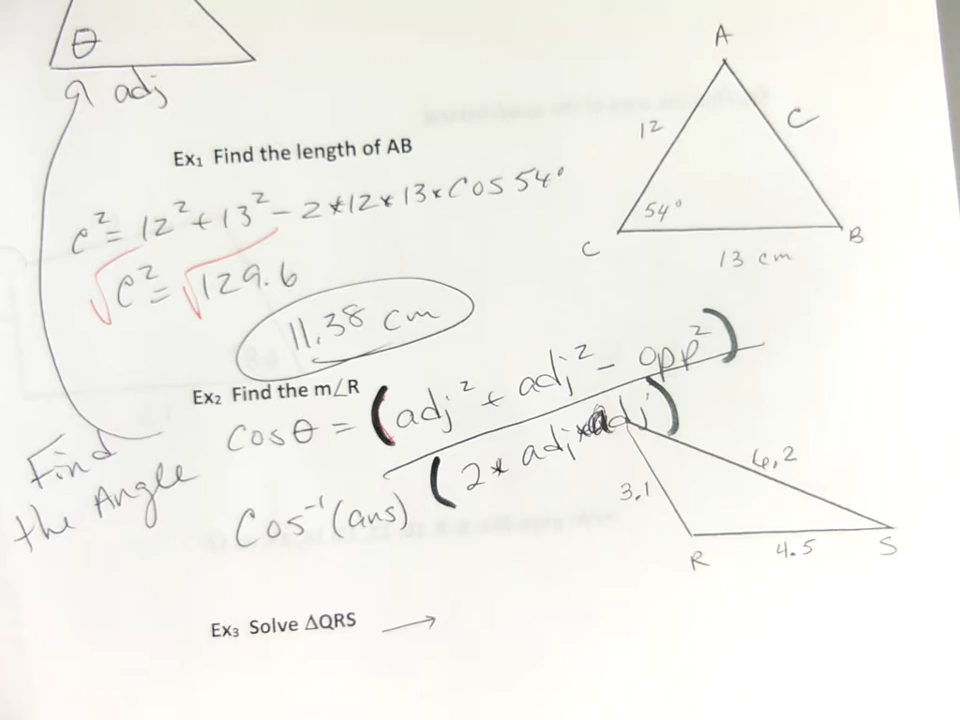 θ
9 adj
A
12
C
54°
C
B
13 cm
Ex1 Find the length of AB
c² = 12² + 13² - 2*12*13*Cos 54°
√c² = √129.6
11.38 cm
Ex2 Find the m∠R
Cosθ = (adj² + adj² - opp²)
(2* adj*adj)
Find
the Angle
Cos⁻¹(ans)
3.1
6.2
R
4.5
S
Ex3 Solve ΔQRS →